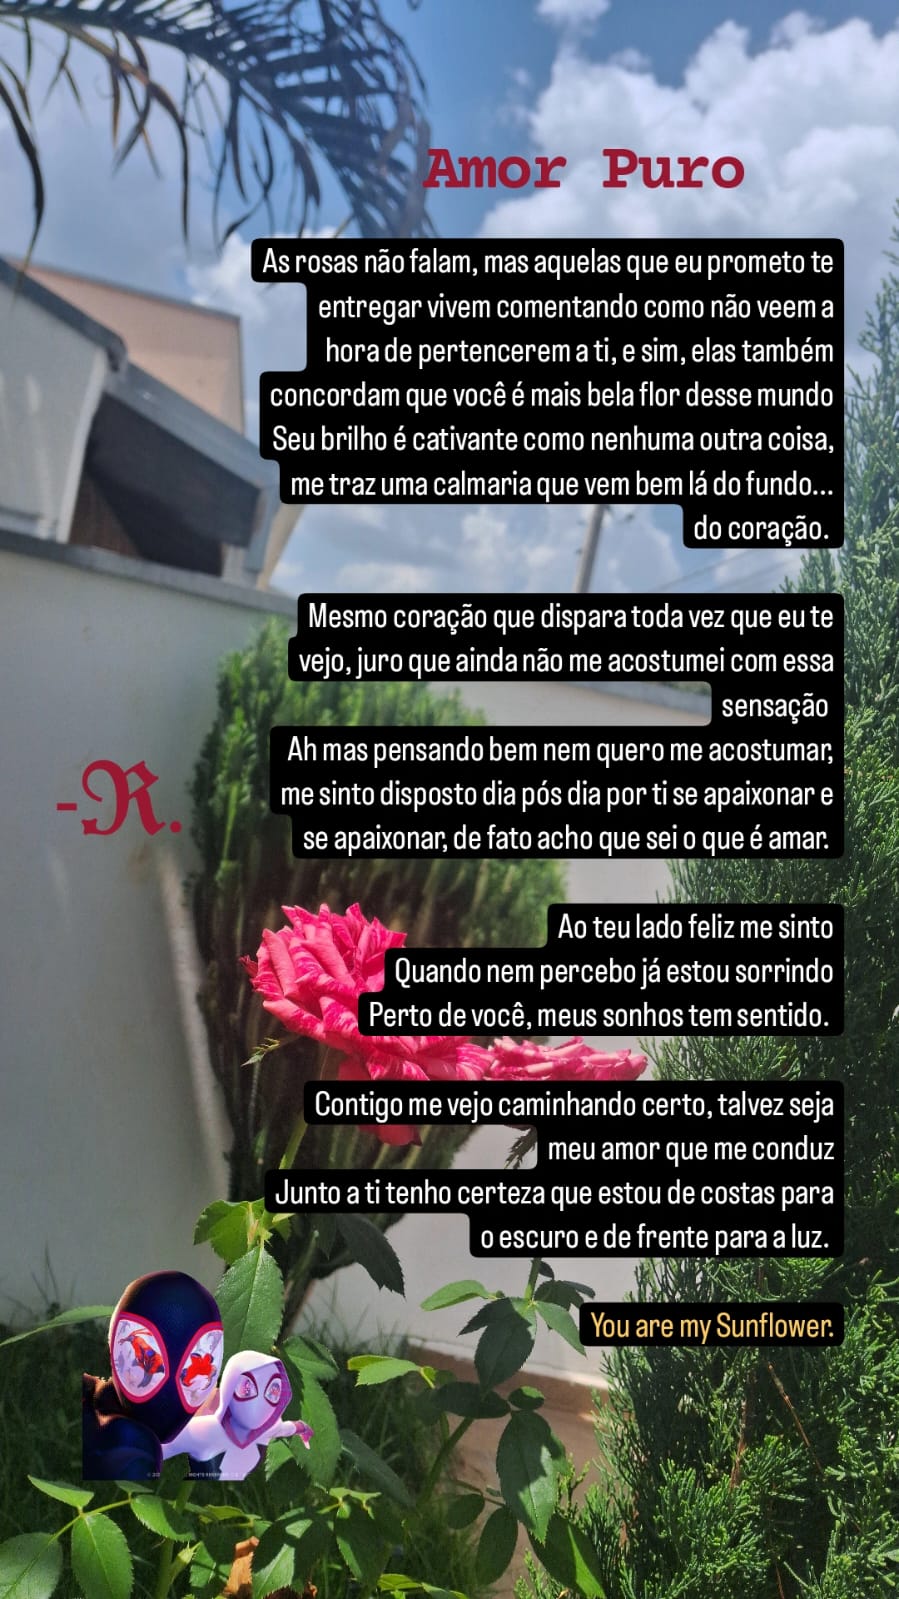 Amor Puro
As rosas não falam, mas aquelas que eu prometo te
entregar vivem comentando como não veem a
hora de pertencerem a ti, e sim, elas também
concordam que você é mais bela flor desse mundo
Seu brilho é cativante como nenhuma outra coisa,
me traz uma calmaria que vem bem lá do fundo...
do coração.
Mesmo coração que dispara toda vez que eu te
vejo, juro que ainda não me acostumei com essa
sensação
Ah mas pensando bem nem quero me acostumar,
me sinto disposto dia pós dia por ti se apaixonar e
se apaixonar, de fato acho que sei o que é amar.
-R.
Ao teu lado feliz me sinto
Quando nem percebo já estou sorrindo
Perto de você, meus sonhos tem sentido.
Contigo me vejo caminhando certo, talvez seja
meu amor que me conduz
Junto a ti tenho certeza que estou de costas para
o escuro e de frente para a luz.
You are my Sunflower.